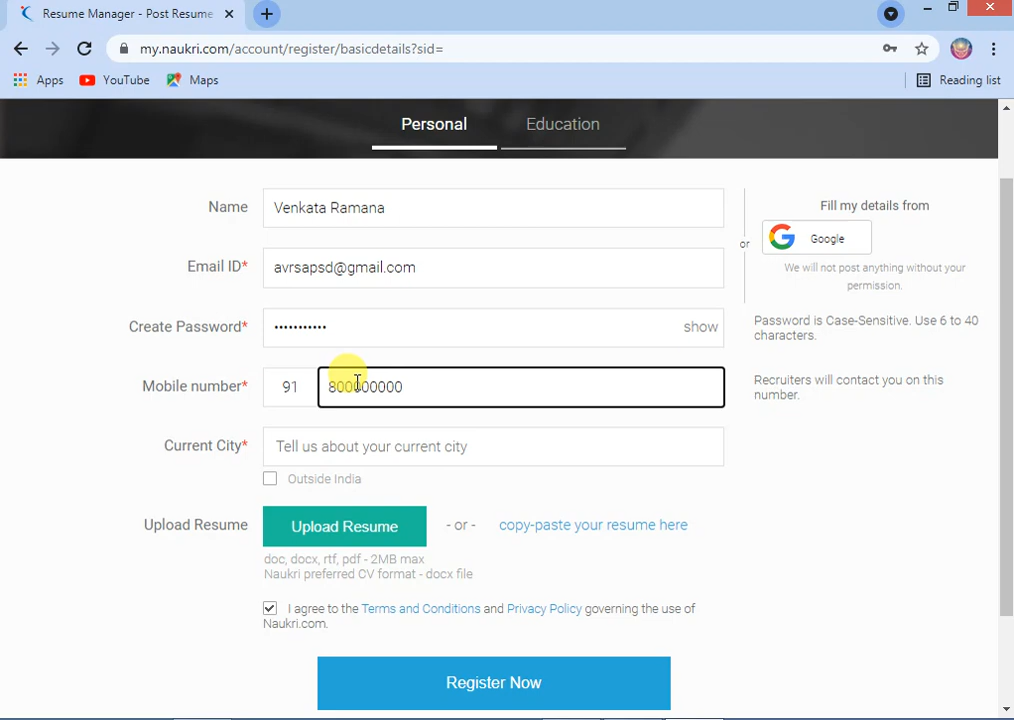 Resume Manager - Post Resume
my.naukri.com/account/register/basicdetails?sid=
Apps YouTube Maps Reading list
Personal Education
Name Venkata Ramana
Fill my details from
or
Google
We will not post anything without your
permission.
Email ID* avrsapsd@gmail.com
Create Password* ••••••••••• show
Password is Case-Sensitive. Use 6 to 40
characters.
Mobile number* 91 800000000
Recruiters will contact you on this
number.
Current City* Tell us about your current city
Outside India
Upload Resume Upload Resume - or - copy-paste your resume here
doc, docx, rtf, pdf - 2MB max
Naukri preferred CV format - docx file
I agree to the Terms and Conditions and Privacy Policy governing the use of
Naukri.com.
Register Now